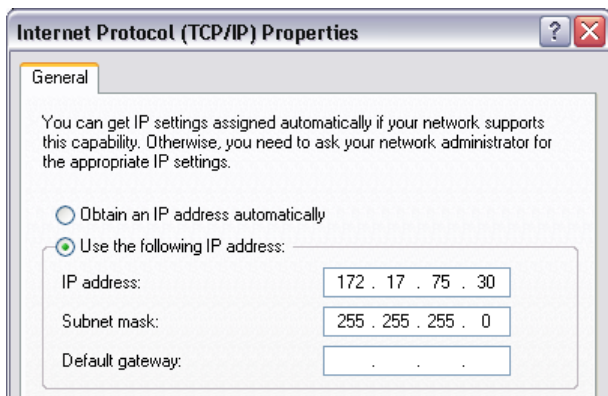 Internet Protocol (TCP/IP) Properties
General
You can get IP settings assigned automatically if your network supports
this capability. Otherwise, you need to ask your network administrator for
the appropriate IP settings.
Obtain an IP address automatically
Use the following IP address:
IP address: 172 . 17 . 75 . 30
Subnet mask: 255 . 255 . 255 . 0
Default gateway: . . .